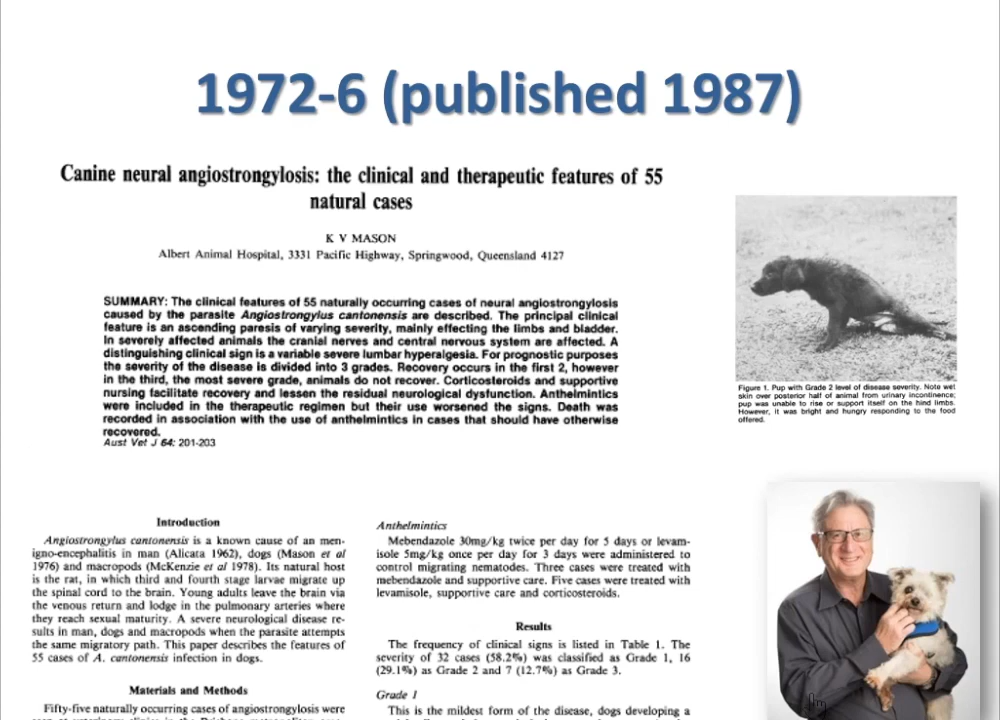 1972-6 (published 1987)
Canine neural angiostrongylosis: the clinical and therapeutic features of 55
natural cases
K V MASON
Albert Animal Hospital, 3331 Pacific Highway, Springwood, Queensland 4127
SUMMARY: The clinical features of 55 naturally occurring cases of neural angiostrongylosis
caused by the parasite Angiostrongylus cantonensis are described. The principal clinical
feature is an ascending paresis of varying severity, mainly effecting the limbs and bladder.
In severely affected animals the cranial nerves and central nervous system are affected. A
distinguishing clinical sign is a variable severe lumbar hyperalgesia. For prognostic purposes
the severity of the disease is divided into 3 grades. Recovery occurs in the first 2, however
in the third, the most severe grade, animals do not recover. Corticosteroids and supportive
nursing facilitate recovery and lessen the residual neurological dysfunction. Anthelmintics
were included in the therapeutic regimen but their use worsened the signs. Death was
recorded in association with the use of anthelmintics in cases that should have otherwise
recovered.
Aust Vet J 64: 201-203
Figure 1. Pup with Grade 2 level of disease severity. Note wet
skin over posterior half of animal from urinary incontinence;
pup was unable to rise or support itself on the hind limbs.
However, it was bright and hungry responding to the food
offered.
Introduction
Angiostrongylus cantonensis is a known cause of an men-
igno-encephalitis in man (Alicata 1962), dogs (Mason et al
1976) and macropods (McKenzie et al 1978). Its natural host
is the rat, in which third and fourth stage larvae migrate up
the spinal cord to the brain. Young adults leave the brain via
the venous return and lodge in the pulmonary arteries where
they reach sexual maturity. A severe neurological disease re-
sults in man, dogs and macropods when the parasite attempts
the same migratory path. This paper describes the features of
55 cases of A. cantonensis infection in dogs.
Materials and Methods
Fifty-five naturally occurring cases of angiostrongylosis were
Anthelmintics
Mebendazole 30mg/kg twice per day for 5 days or levam-
isole 5mg/kg once per day for 3 days were administered to
control migrating nematodes. Three cases were treated with
mebendazole and supportive care. Five cases were treated with
levamisole, supportive care and corticosteroids.
Results
The frequency of clinical signs is listed in Table 1. The
severity of 32 cases (58.2%) was classified as Grade 1, 16
(29.1%) as Grade 2 and 7 (12.7%) as Grade 3.
Grade 1
This is the mildest form of the disease, dogs developing a